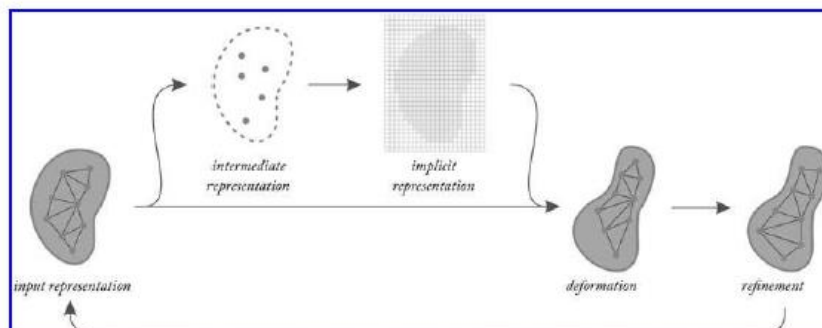 intermediate
representation
implicit
representation
input representation
deformation
refinement